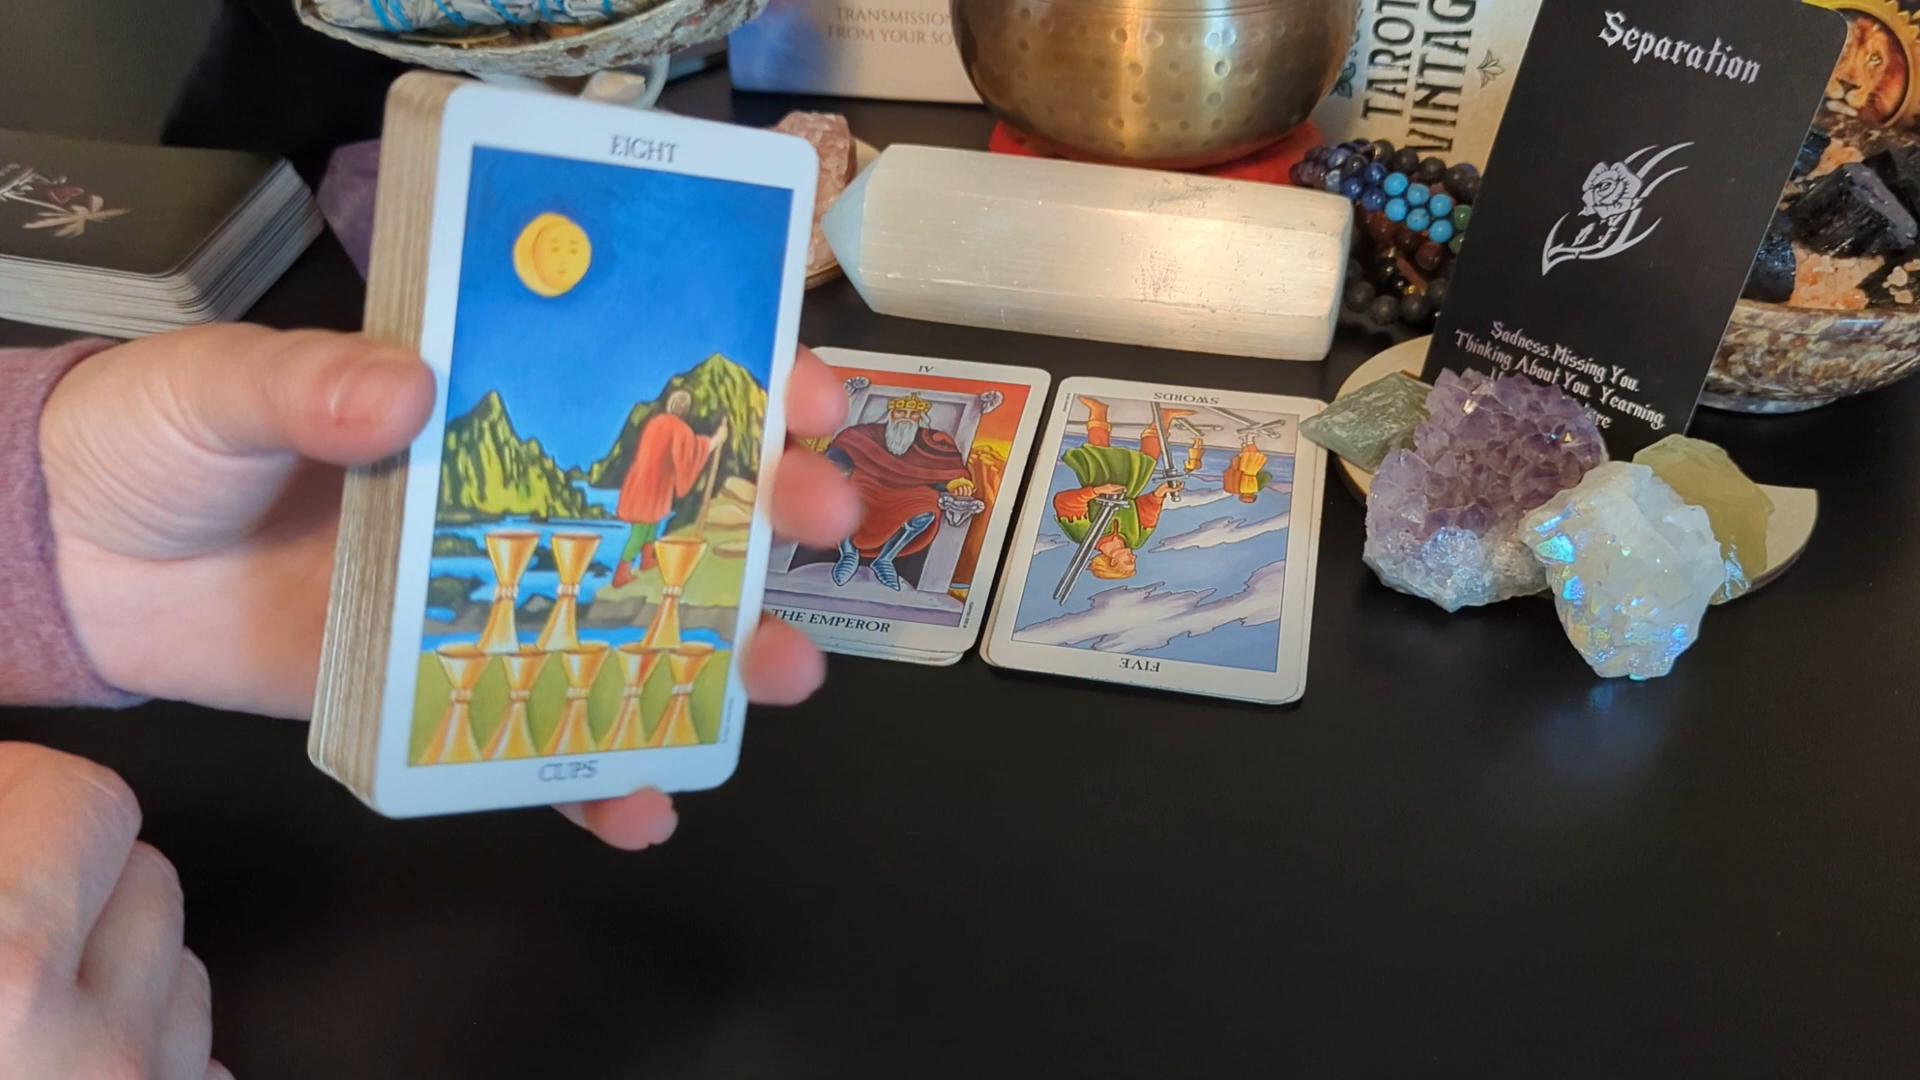 TRANSMISSION
FROM YOUR SO
TAROT
VINTAG
Separation
Sadness. Missing You.
Thinking About You. Yearning
EIGHT
CUPS
IV
THE EMPEROR
SWORDS
FIVE